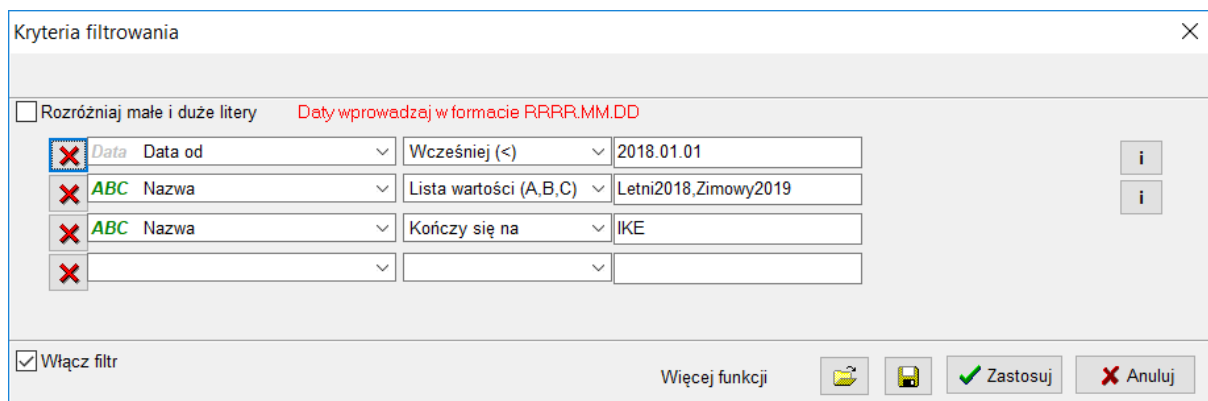 Kryteria filtrowania
Rozróżniaj małe i duże litery Daty wprowadzaj w formacie RRRR.MM.DD
Data Data od Wcześniej (<) 2018.01.01 i
ABC Nazwa Lista wartości (A,B,C) Letni2018,Zimowy2019 i
ABC Nazwa Kończy się na IKE
Włącz filtr Więcej funkcji Zastosuj Anuluj